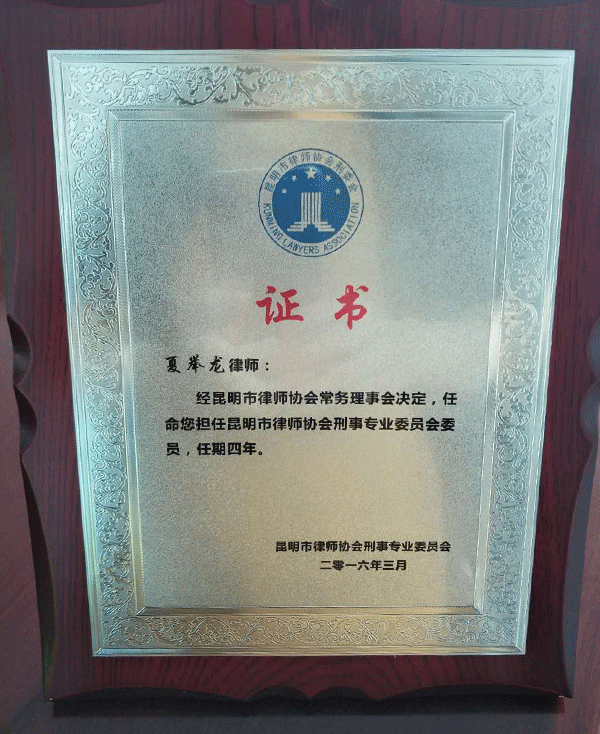 昆明市律师协会刑委会
KUNMING LAWYERS ASSOCIATION
证书
夏举龙律师：
经昆明市律师协会常务理事会决定，任
命您担任昆明市律师协会刑事专业委员会委
员，任期四年。
昆明市律师协会刑事专业委员会
二零一六年三月